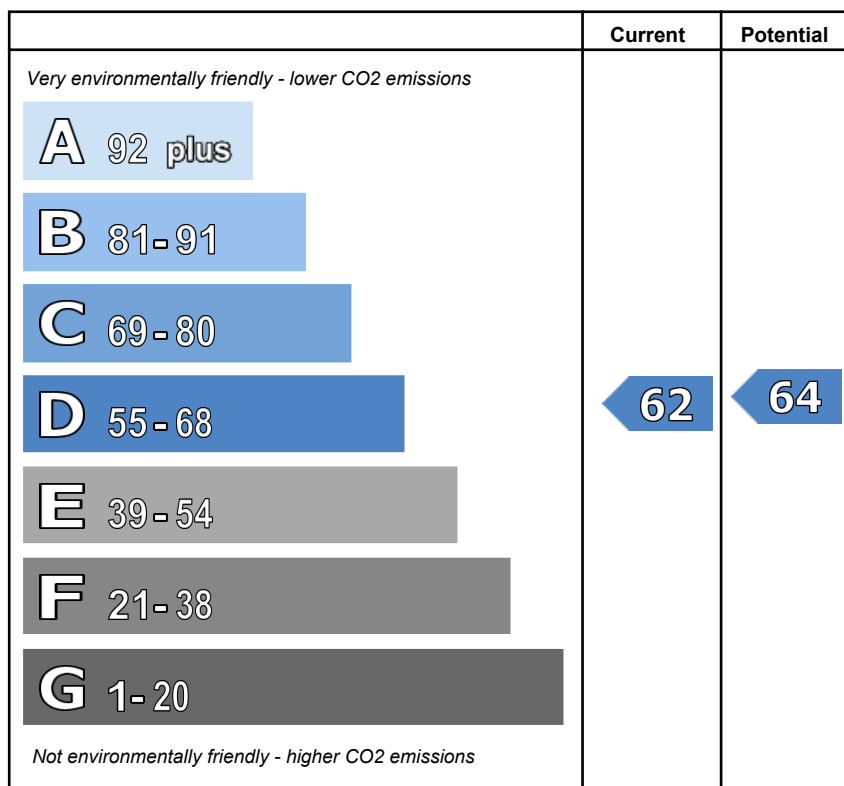 Current Potential
Very environmentally friendly - lower CO2 emissions
A 92 plus
B 81-91
C 69-80
D 55-68 62 64
E 39-54
F 21-38
G 1-20
Not environmentally friendly - higher CO2 emissions